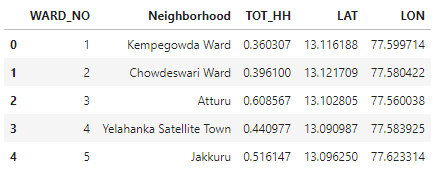 WARD_NO Neighborhood TOT_HH LAT LON
0 1 Kempegowda Ward 0.360307 13.116188 77.599714
1 2 Chowdeswari Ward 0.396100 13.121709 77.580422
2 3 Atturu 0.608567 13.102805 77.560038
3 4 Yelahanka Satellite Town 0.440977 13.090987 77.583925
4 5 Jakkuru 0.516147 13.096250 77.623314